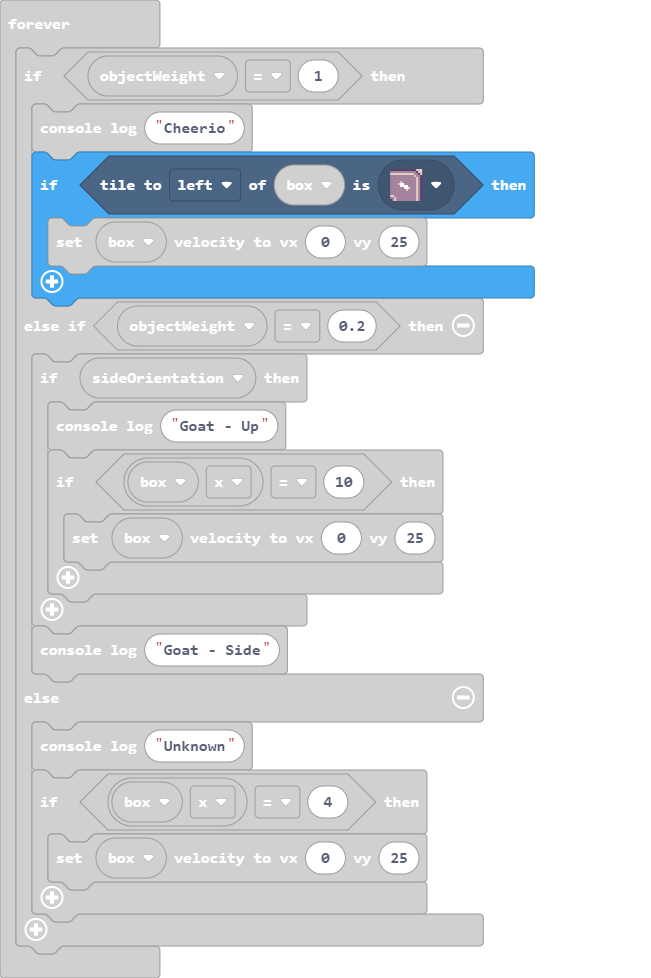 forever
if objectWeight = 1 then
console log "Cheerio"
if tile to left of box is then
set box velocity to vx 0 vy 25
else if objectWeight = 0.2 then
if sideOrientation then
console log "Goat - Up"
if box x = 10 then
set box velocity to vx 0 vy 25
console log "Goat - Side"
else
console log "Unknown"
if box x = 4 then
set box velocity to vx 0 vy 25